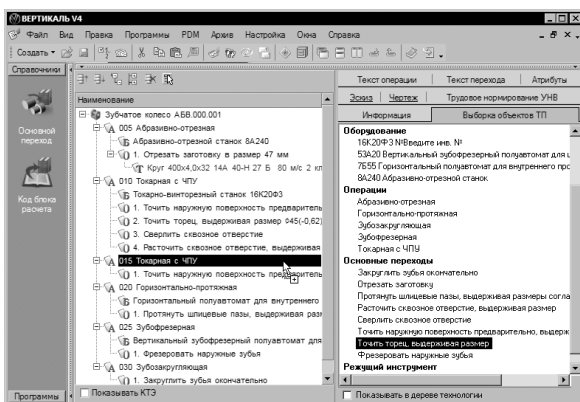 ВЕРТИКАЛЬ V4
Файл Вид Правка Программы PDM Архив Настройка Окна Справка
Создать
Справочники
Основной переход
Код блока расчета
Программы
Наименование
Зубчатое колесо АБВ.000.001
005 Абразивно-отрезная
Абразивно-отрезной станок 8А240
1. Отрезать заготовку в размер 47 мм
Круг 400х4,0х32 14А 40-Н 27 Б 80 м/с 2 кл
010 Токарная с ЧПУ
Токарно-винторезный станок 16К20Ф3
1. Точить наружную поверхность предваритель
2. Точить торец, выдерживая размер ¢45(-0,62)
3. Сверлить сквозное отверстие
4. Расточить сквозное отверстие, выдерживая
015 Токарная с ЧПУ
1. Точить наружную поверхность предваритель
020 Горизонтально-протяжная
Горизонтальный полуавтомат для внутреннего
1. Протянуть шлицевые пазы, выдерживая раз
025 Зубофрезерная
Вертикальный зубофрезерный полуавтомат для
1. Фрезеровать наружные зубья
030 Зубозакругляющая
1. Закруглить зубья окончательно
Показывать КТЭ
Текст операции Текст перехода Атрибуты
Эскиз Чертеж Трудовое нормирование УНВ
Информация Выборка объектов ТП
Оборудование
16К20Ф3 №Введите инв. №
53А20 Вертикальный зубофрезерный полуавтомат для ц
7Б55 Горизонтальный полуавтомат для внутреннего про
8А240 Абразивно-отрезной станок
Операции
Абразивно-отрезная
Горизонтально-протяжная
Зубозакругляющая
Зубофрезерная
Токарная с ЧПУ
Основные переходы
Закруглить зубья окончательно
Отрезать заготовку
Протянуть шлицевые пазы, выдерживая размеры согла
Расточить сквозное отверстие, выдерживая размер
Сверлить сквозное отверстие
Точить наружную поверхность предварительно, выдерж
Точить торец, выдерживая размер
Фрезеровать наружные зубья
Режущий инструмент
Показывать в дереве технологии